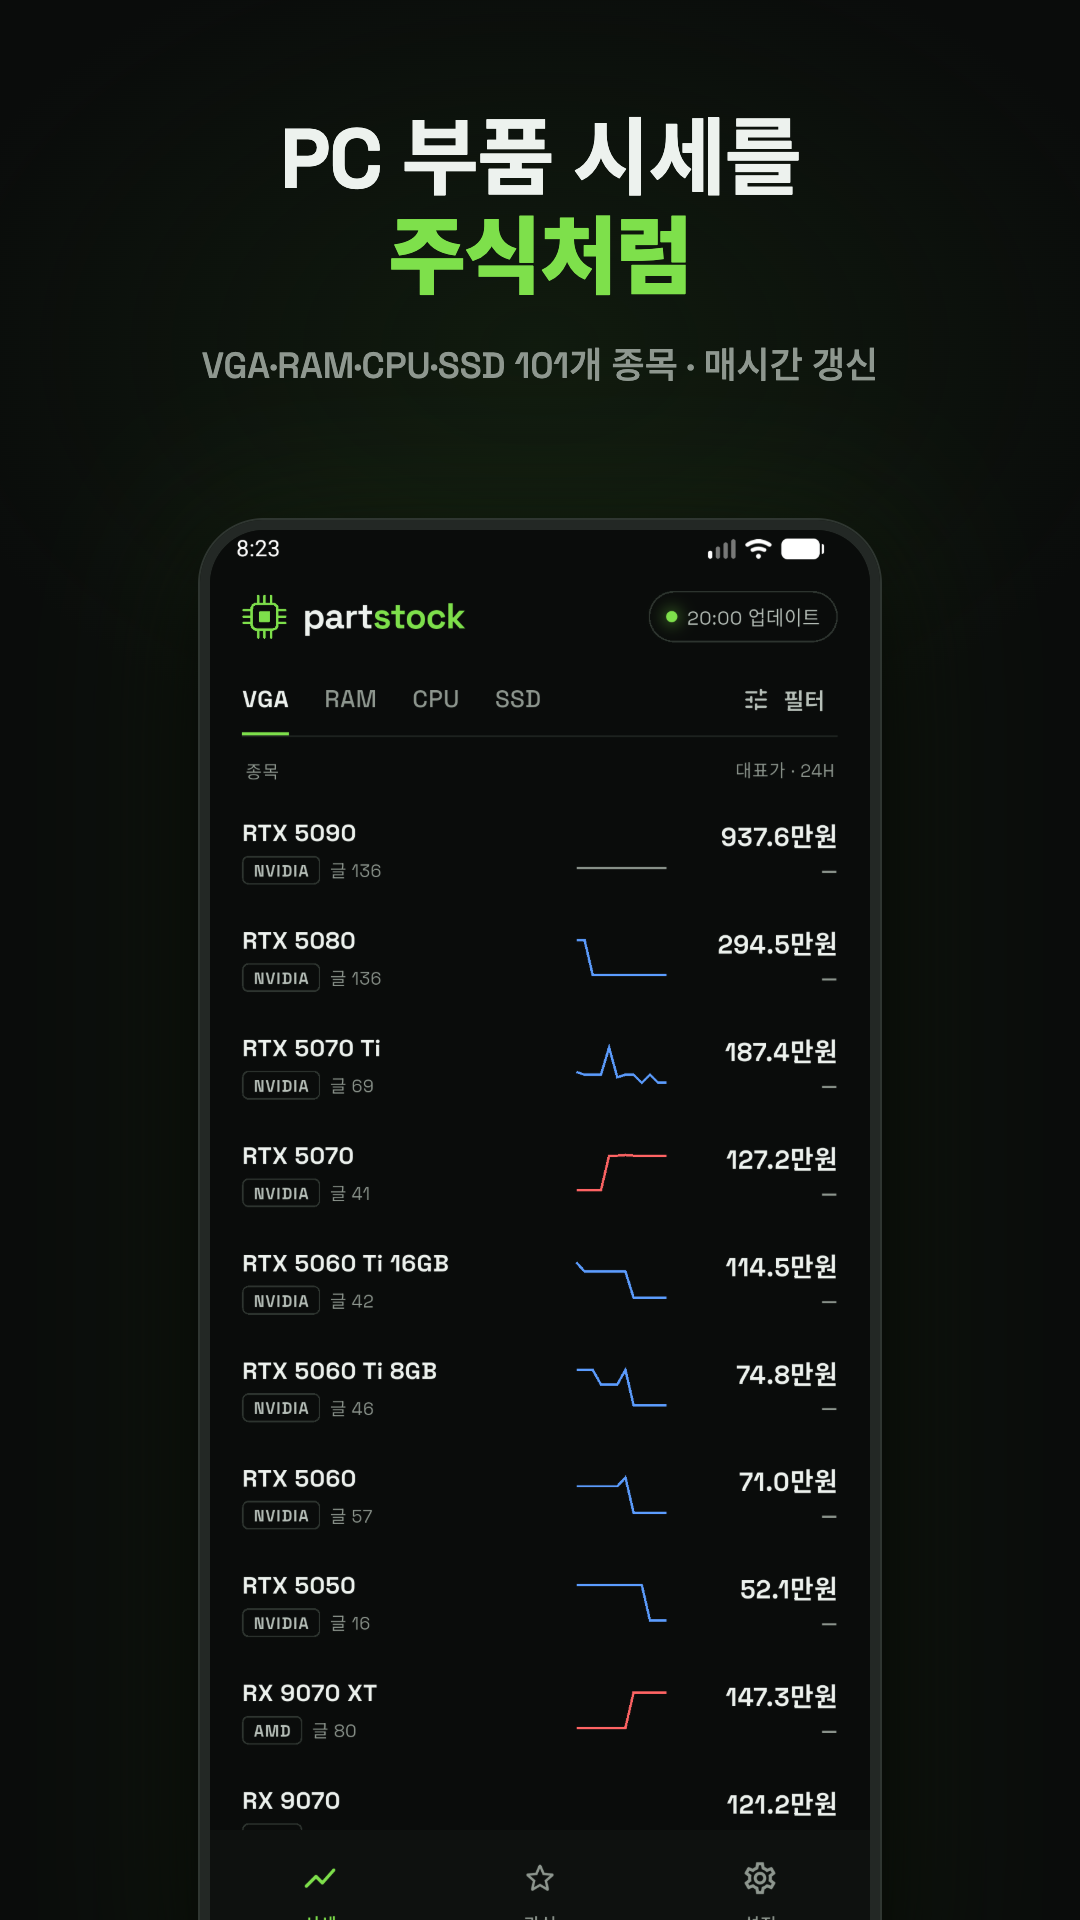 PC 부품 시세를
주식처럼
VGA·RAM·CPU·SSD 101개 종목 · 매시간 갱신
8:23
partstock
20:00 업데이트
VGA RAM CPU SSD 필터
종목 대표가 · 24H
RTX 5090 937.6만원
NVIDIA 글 136 —
RTX 5080 294.5만원
NVIDIA 글 136 —
RTX 5070 Ti 187.4만원
NVIDIA 글 69 —
RTX 5070 127.2만원
NVIDIA 글 41 —
RTX 5060 Ti 16GB 114.5만원
NVIDIA 글 42 —
RTX 5060 Ti 8GB 74.8만원
NVIDIA 글 46 —
RTX 5060 71.0만원
NVIDIA 글 57 —
RTX 5050 52.1만원
NVIDIA 글 16 —
RX 9070 XT 147.3만원
AMD 글 80 —
RX 9070 121.2만원